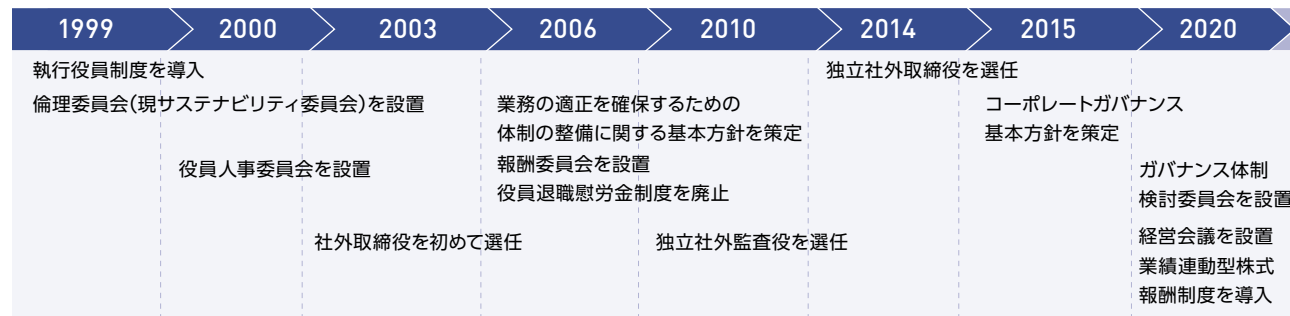 1999
2000
2003
2006
2010
2014
2015
2020
執行役員制度を導入
倫理委員会(現サステナビリティ委員会)を設置
役員人事委員会を設置
社外取締役を初めて選任
業務の適正を確保するための
体制の整備に関する基本方針を策定
報酬委員会を設置
役員退職慰労金制度を廃止
独立社外監査役を選任
独立社外取締役を選任
コーポレートガバナンス
基本方針を策定
ガバナンス体制
検討委員会を設置
経営会議を設置
業績連動型株式
報酬制度を導入